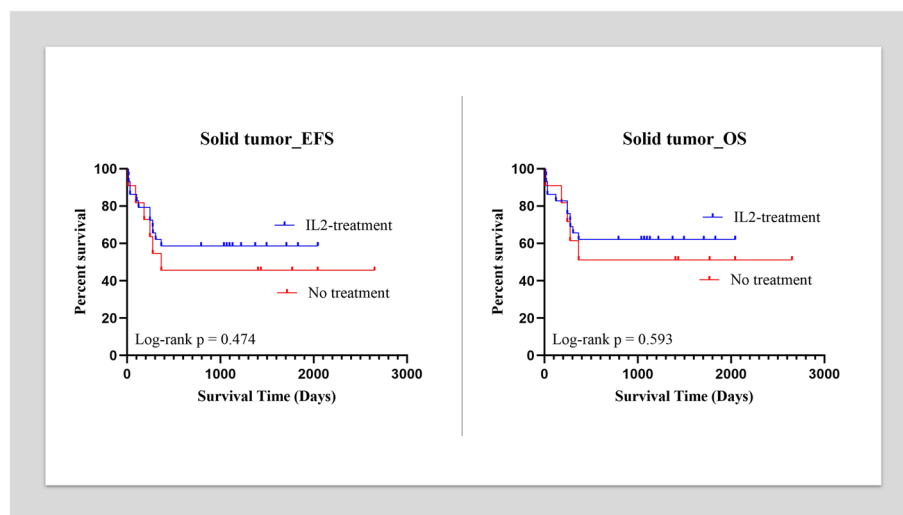 Solid tumor_EFS
100
80
60
40
20
0
Percent survival
IL2-treatment
No treatment
Log-rank p = 0.474
0 1000 2000 3000
Survival Time (Days)
Solid tumor_OS
100
80
60
40
20
0
Percent survival
IL2-treatment
No treatment
Log-rank p = 0.593
0 1000 2000 3000
Survival Time (Days)